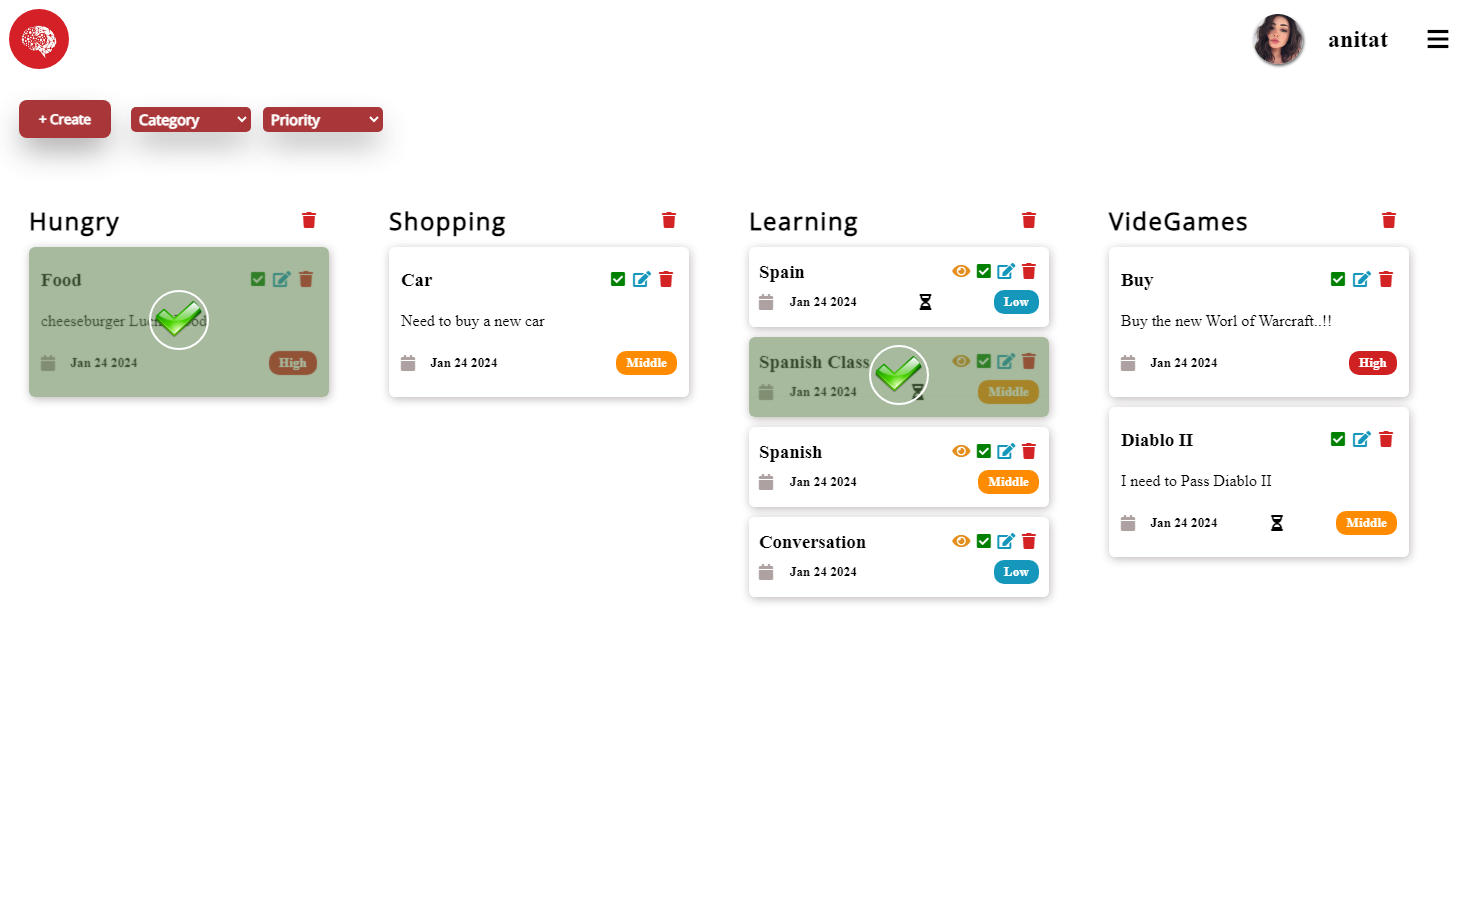 anitat
+ Create
Category
Priority
Hungry
Food
cheeseburger
Jan 24 2024
High
Shopping
Car
Need to buy a new car
Jan 24 2024
Middle
Learning
Spain
Jan 24 2024
Low
Spanish Class
Jan 24 2024
Middle
Spanish
Jan 24 2024
Middle
Conversation
Jan 24 2024
Low
VideGames
Buy
Buy the new Worl of Warcraft..!!
Jan 24 2024
High
Diablo II
I need to Pass Diablo II
Jan 24 2024
Middle